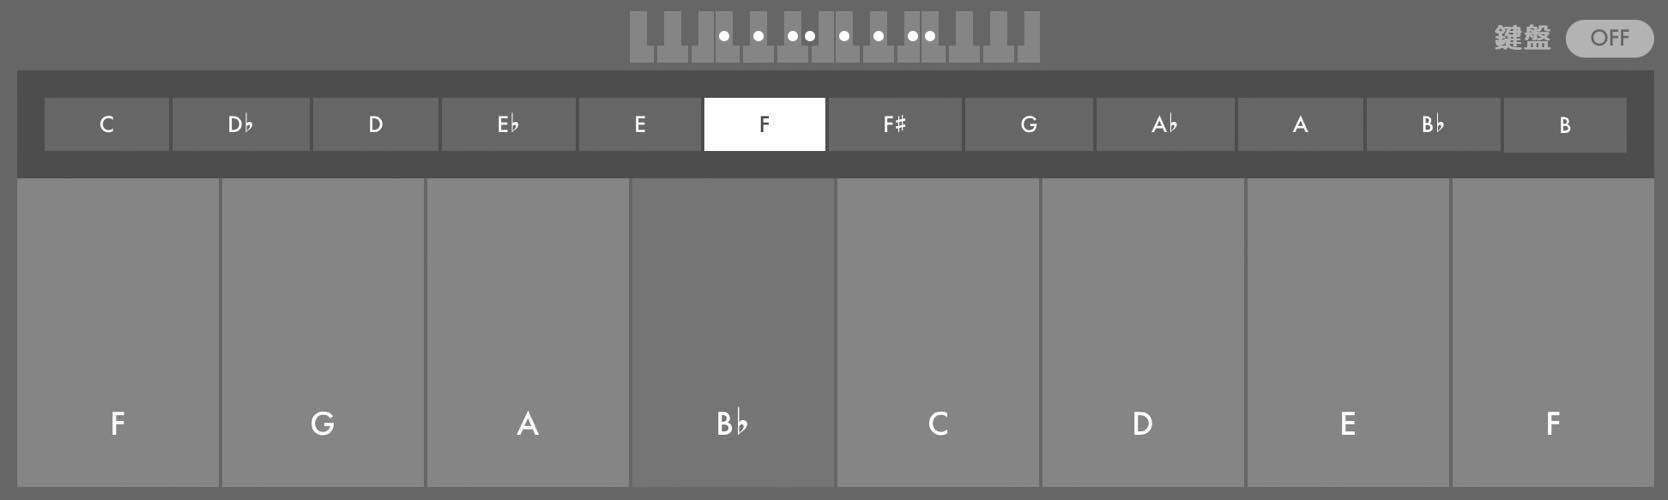 鍵盤 OFF
C D♭ D E♭ E F F♯ G A♭ A B♭ B
F G A B♭ C D E F